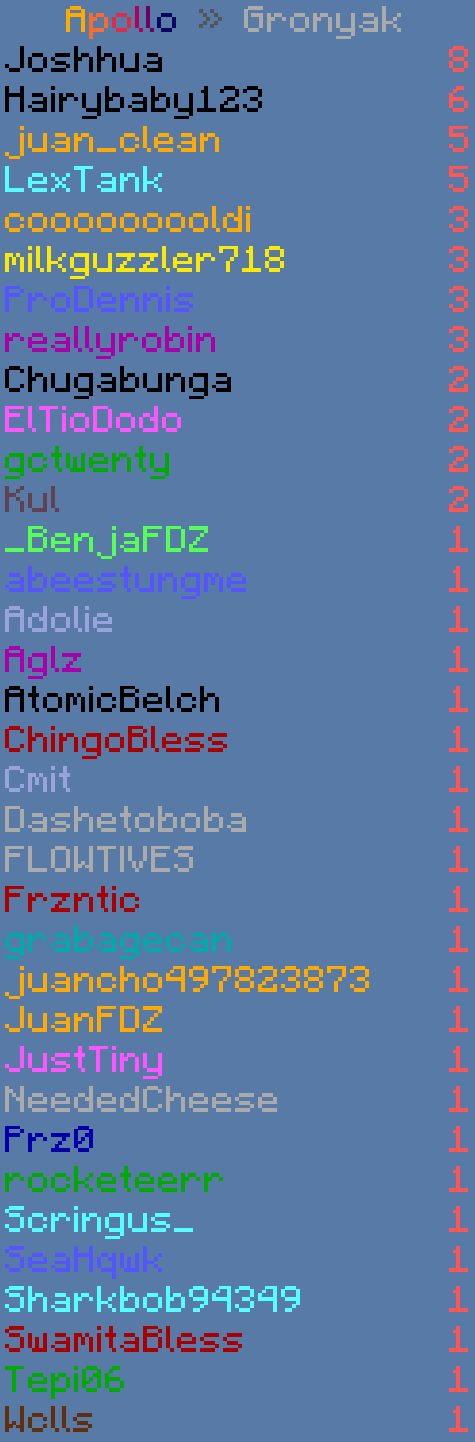 Apollo » Gronyak
Joshhua 8
Hairybaby123 6
juan_clean 5
LexTank 5
cooooooooldi 3
milkguzzler718 3
ProDennis 3
reallyrobin 3
Chugabunga 2
ElTioDodo 2
gctwenty 2
Kul 2
_BenjaFDZ 1
abeestungme 1
Adolie 1
Aglz 1
AtomicBelch 1
ChingoBless 1
Cmit 1
Dashetoboba 1
FLOWTIVES 1
Frzntic 1
grabagecan 1
juancho497823873 1
JuanFDZ 1
JustTiny 1
NeededCheese 1
Prz0 1
rocketeerr 1
Scringus_ 1
SeaHqwk 1
Sharkbob94349 1
SwamitaBless 1
Tepi06 1
Wclls 1